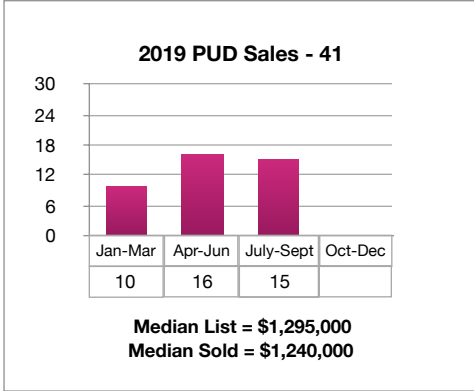 2019 PUD Sales - 41
30
24
18
12
6
0
Jan-Mar Apr-Jun July-Sept Oct-Dec
10 16 15
Median List = $1,295,000
Median Sold = $1,240,000